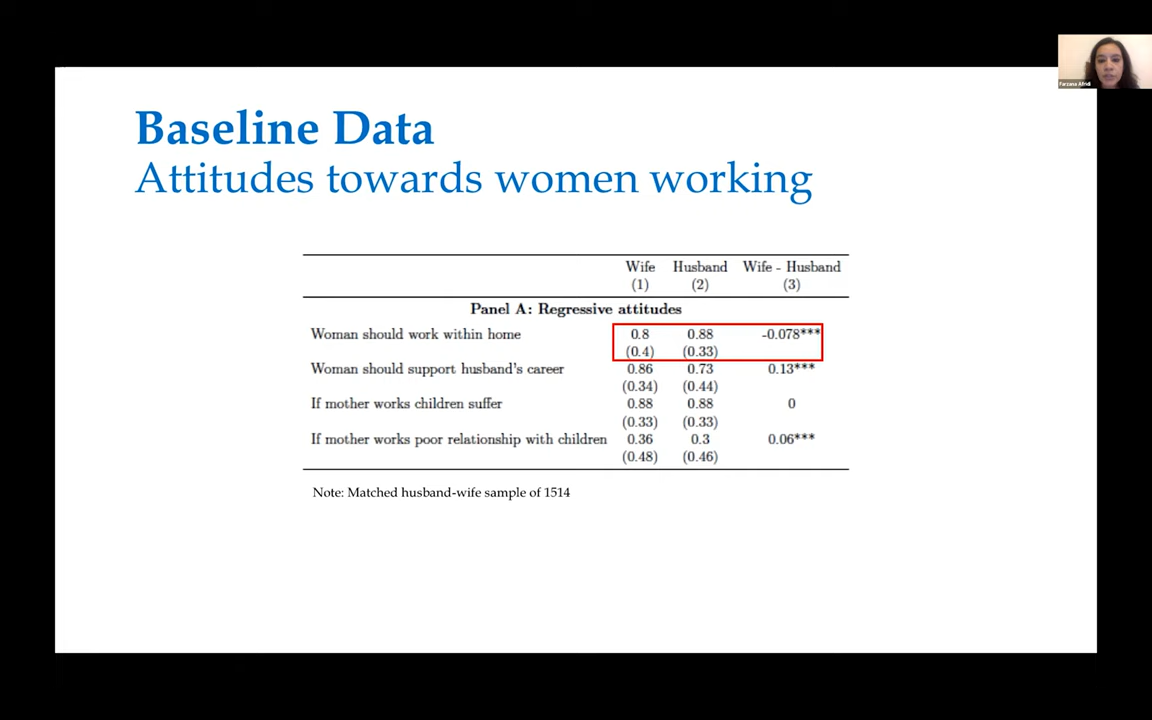 Farzana Afridi
Baseline Data
Attitudes towards women working
Wife Husband Wife - Husband
(1) (2) (3)
Panel A: Regressive attitudes
Woman should work within home 0.8 0.88 -0.078***
(0.4) (0.33)
Woman should support husband's career 0.86 0.73 0.13***
(0.34) (0.44)
If mother works children suffer 0.88 0.88 0
(0.33) (0.33)
If mother works poor relationship with children 0.36 0.3 0.06***
(0.48) (0.46)
Note: Matched husband-wife sample of 1514